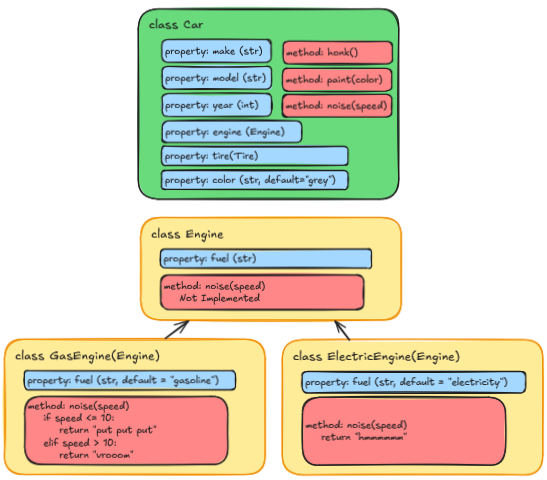 class Car
property: make (str)
method: honk()
property: model (str)
method: paint(color)
property: year (int)
method: noise(speed)
property: engine (Engine)
property: tire(Tire)
property: color (str, default="grey")
class Engine
property: fuel (str)
method: noise(speed)
Not Implemented
class GasEngine(Engine)
property: fuel (str, default = "gasoline")
method: noise(speed)
if speed <= 10:
return "put put put"
elif speed > 10:
return "vrooom"
class ElectricEngine(Engine)
property: fuel (str, default = "electricity")
method: noise(speed)
return "hmmmmmm"